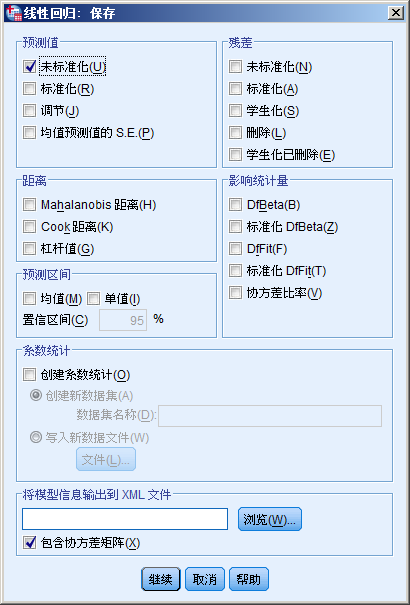 线性回归: 保存
预测值
未标准化(U)
标准化(R)
调节(J)
均值预测值的 S.E.(P)
残差
未标准化(N)
标准化(A)
学生化(S)
删除(L)
学生化已删除(E)
距离
Mahalanobis 距离(H)
Cook 距离(K)
杠杆值(G)
影响统计量
DfBeta(B)
标准化 DfBeta(Z)
DfFit(F)
标准化 DfFit(T)
协方差比率(V)
预测区间
均值(M) 单值(I)
置信区间(C) 95 %
系数统计
创建系数统计(O)
创建新数据集(A)
数据集名称(D):
写入新数据文件(W)
文件(L)...
将模型信息输出到 XML 文件
浏览(W)...
包含协方差矩阵(X)
继续 取消 帮助